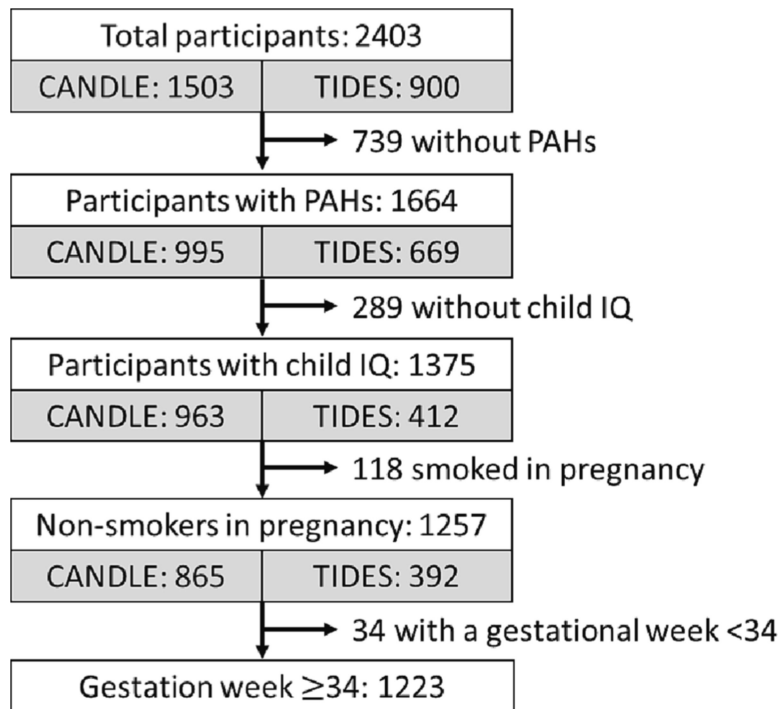 Total participants: 2403
CANDLE: 1503 TIDES: 900
739 without PAHs
Participants with PAHs: 1664
CANDLE: 995 TIDES: 669
289 without child IQ
Participants with child IQ: 1375
CANDLE: 963 TIDES: 412
118 smoked in pregnancy
Non-smokers in pregnancy: 1257
CANDLE: 865 TIDES: 392
34 with a gestational week <34
Gestation week ≥34: 1223